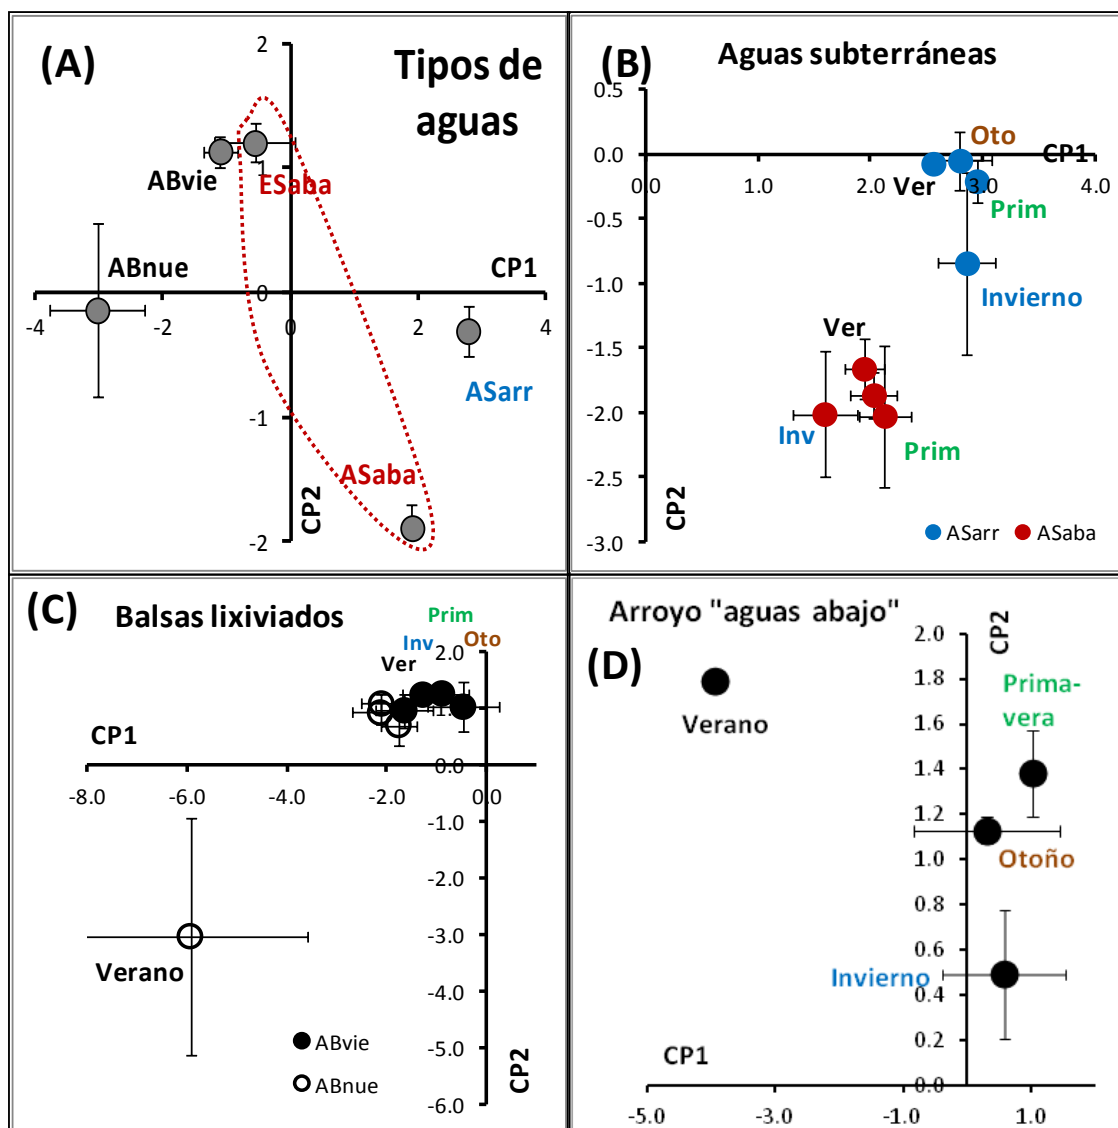 (A)
Tipos de
aguas
2
1
0
-1
-2
-4
-2
0
2
4
CP1
CP2
ABvie
ESaba
ABnue
ASarr
ASaba
(B)
Aguas subterráneas
0.5
0.0
-0.5
-1.0
-1.5
-2.0
-2.5
-3.0
0.0
1.0
2.0
3.0
4.0
CP1
CP2
Oto
Ver
Prim
Invierno
Ver
Inv
Prim
ASarr
ASaba
(C)
Balsas lixiviados
Prim
Inv
Oto
Ver
2.0
1.0
0.0
-1.0
-2.0
-3.0
-4.0
-5.0
-6.0
CP1
-8.0
-6.0
-4.0
-2.0
0.0
Verano
ABvie
ABnue
CP2
(D)
Arroyo "aguas abajo"
CP2
2.0
1.8
1.6
1.4
1.2
1.0
0.8
0.6
0.4
0.2
0.0
Verano
Prima-
vera
Otoño
Invierno
CP1
-5.0
-3.0
-1.0
1.0